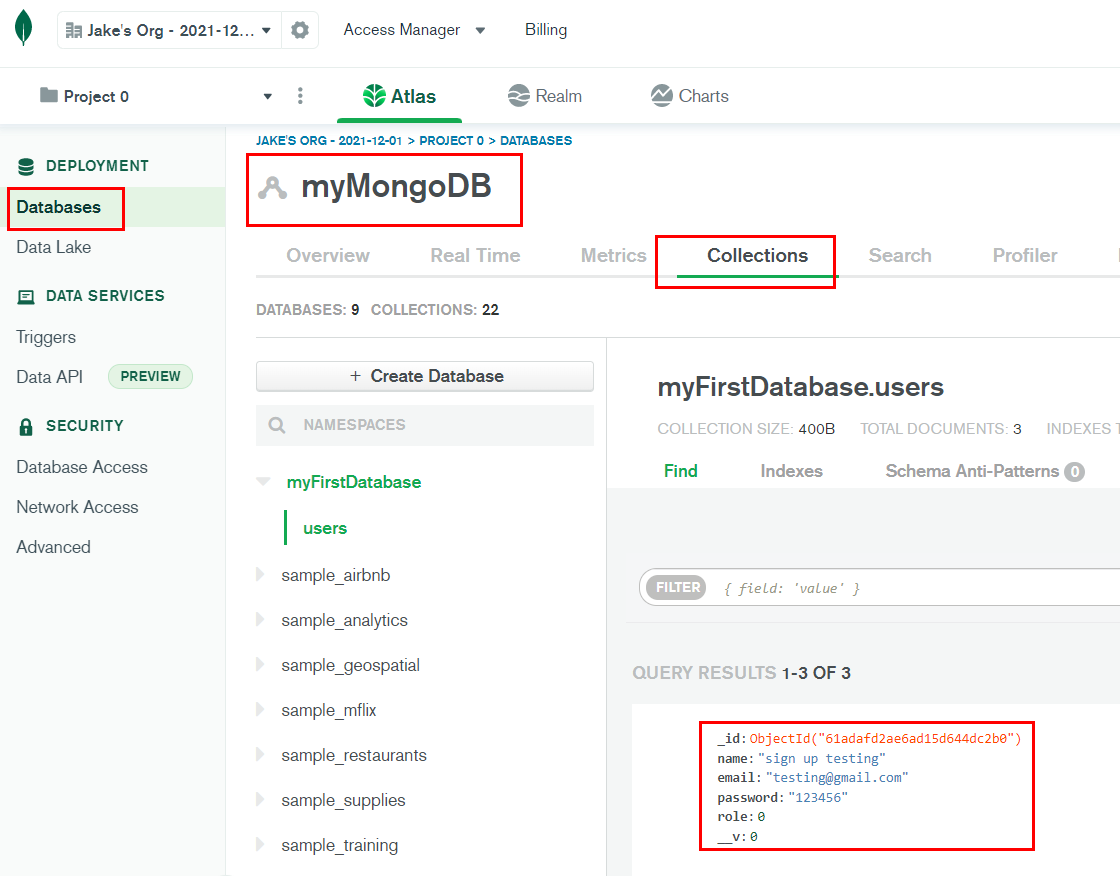 Jake's Org - 2021-12...
Access Manager
Billing
Project 0
Atlas
Realm
Charts
DEPLOYMENT
Databases
Data Lake
DATA SERVICES
Triggers
Data API PREVIEW
SECURITY
Database Access
Network Access
Advanced
JAKE'S ORG - 2021-12-01 > PROJECT 0 > DATABASES
myMongoDB
Overview Real Time Metrics Collections Search Profiler
DATABASES: 9 COLLECTIONS: 22
+ Create Database
NAMESPACES
myFirstDatabase
users
sample_airbnb
sample_analytics
sample_geospatial
sample_mflix
sample_restaurants
sample_supplies
sample_training
myFirstDatabase.users
COLLECTION SIZE: 400B TOTAL DOCUMENTS: 3 INDEXES T
Find Indexes Schema Anti-Patterns 0
FILTER { field: 'value' }
QUERY RESULTS 1-3 OF 3
_id: ObjectId("61adafd2ae6ad15d644dc2b0")
name: "sign up testing"
email: "testing@gmail.com"
password: "123456"
role: 0
__v: 0